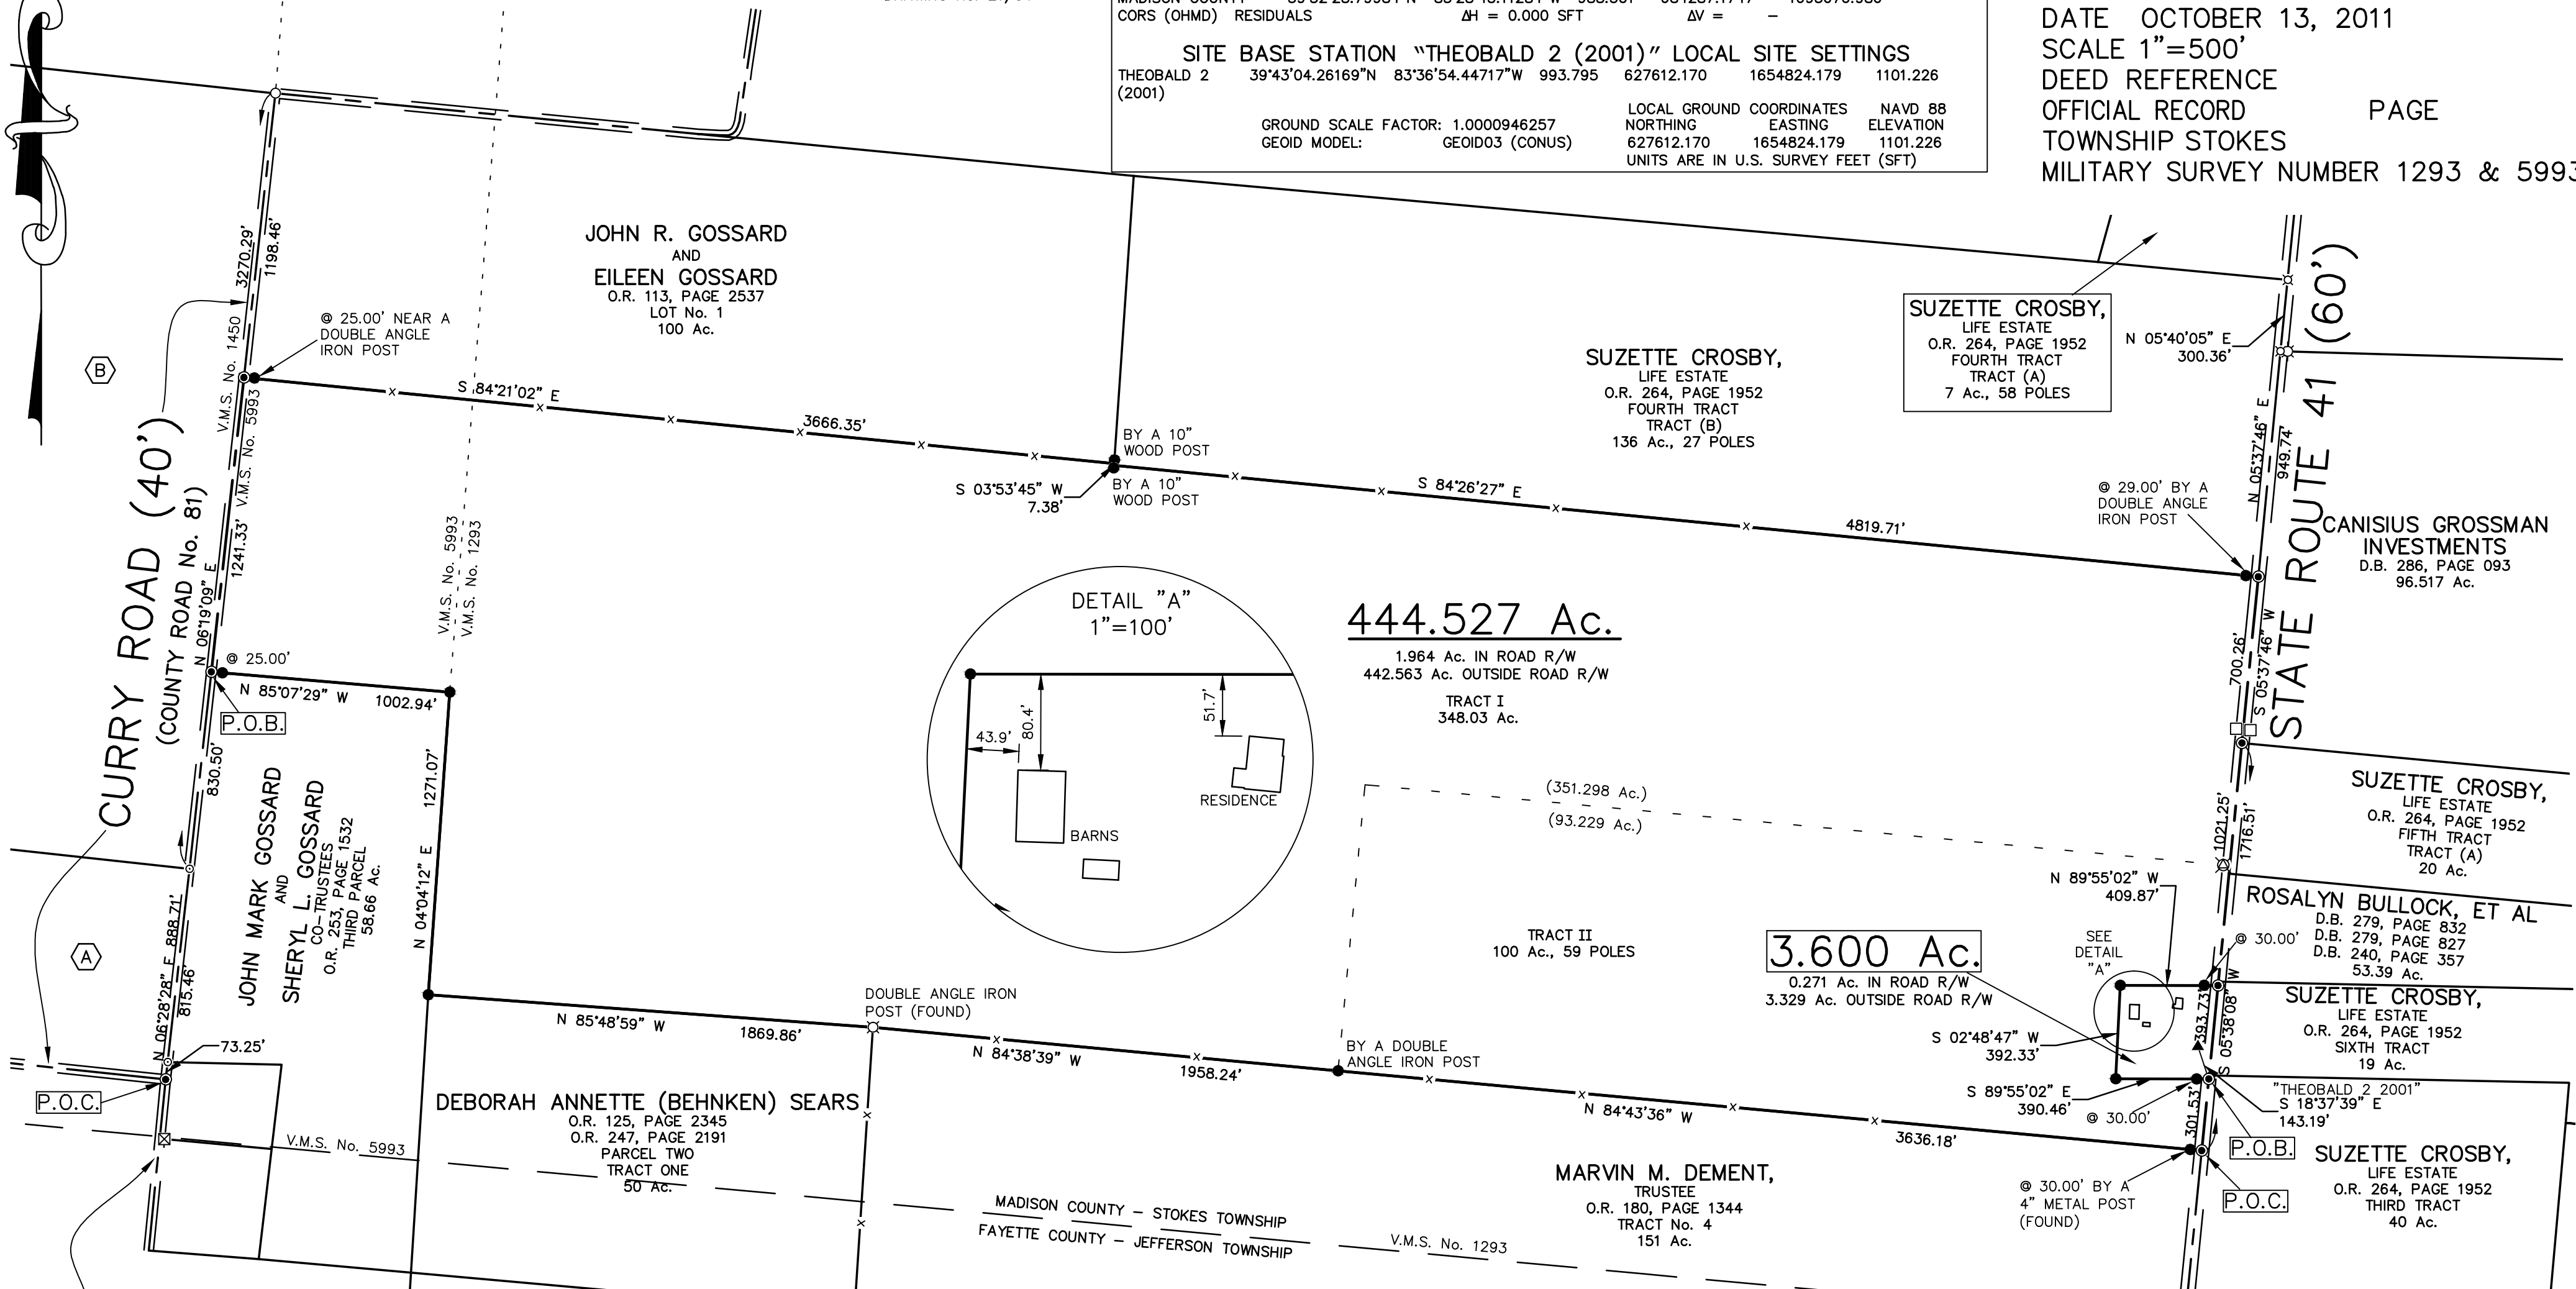 CORS (OHMD) RESIDUALS ΔH = 0.000 SFT ΔV = –
SITE BASE STATION "THEOBALD 2 (2001)" LOCAL SITE SETTINGS
THEOBALD 2 39°43'04.26169"N 83°36'54.44717"W 993.795 627612.170 1654824.179 1101.226
(2001)
LOCAL GROUND COORDINATES NAVD 88
GROUND SCALE FACTOR: 1.0000946257 NORTHING EASTING ELEVATION
GEOID MODEL: GEOID03 (CONUS) 627612.170 1654824.179 1101.226
UNITS ARE IN U.S. SURVEY FEET (SFT)
DATE OCTOBER 13, 2011
SCALE 1"=500'
DEED REFERENCE
OFFICIAL RECORD PAGE
TOWNSHIP STOKES
MILITARY SURVEY NUMBER 1293 & 5993
3270.29'
1198.46'
JOHN R. GOSSARD
AND
EILEEN GOSSARD
O.R. 113, PAGE 2537
LOT No. 1
100 Ac.
@ 25.00' NEAR A
DOUBLE ANGLE
IRON POST
B
V.M.S. No. 1450
V.M.S. No. 5993
CURRY ROAD (40')
(COUNTY ROAD No. 81)
S 84°21'02" E
3666.35'
BY A 10"
WOOD POST
BY A 10"
WOOD POST
S 03°53'45" W
7.38'
SUZETTE CROSBY,
LIFE ESTATE
O.R. 264, PAGE 1952
FOURTH TRACT
TRACT (B)
136 Ac., 27 POLES
SUZETTE CROSBY,
LIFE ESTATE
O.R. 264, PAGE 1952
FOURTH TRACT
TRACT (A)
7 Ac., 58 POLES
N 05°40'05" E
300.36'
STATE ROUTE 41 (60')
N 05°37'46" E
949.74'
S 84°26'27" E
4819.71'
@ 29.00' BY A
DOUBLE ANGLE
IRON POST
CANISIUS GROSSMAN
INVESTMENTS
D.B. 286, PAGE 093
96.517 Ac.
1241.33'
N 06°19'09" E
V.M.S. No. 5993
V.M.S. No. 1293
@ 25.00'
N 85°07'29" W 1002.94'
P.O.B.
830.50'
1271.07'
N 04°04'12" E
DETAIL "A"
1"=100'
43.9'
80.4'
51.7'
RESIDENCE
BARNS
444.527 Ac.
1.964 Ac. IN ROAD R/W
442.563 Ac. OUTSIDE ROAD R/W
TRACT I
348.03 Ac.
700.26'
S 05°37'46" W
(351.298 Ac.)
(93.229 Ac.)
1021.25'
1716.51'
SUZETTE CROSBY,
LIFE ESTATE
O.R. 264, PAGE 1952
FIFTH TRACT
TRACT (A)
20 Ac.
JOHN MARK GOSSARD
AND
SHERYL L. GOSSARD
CO-TRUSTEES
O.R. 253, PAGE 1532
THIRD PARCEL
58.66 Ac.
A
888.71'
N 06°28'28" E
815.46'
73.25'
P.O.C.
N 89°55'02" W
409.87'
ROSALYN BULLOCK, ET AL
D.B. 279, PAGE 832
D.B. 279, PAGE 827
D.B. 240, PAGE 357
53.39 Ac.
@ 30.00'
SEE
DETAIL
"A"
TRACT II
100 Ac., 59 POLES
3.600 Ac.
0.271 Ac. IN ROAD R/W
3.329 Ac. OUTSIDE ROAD R/W
S 02°48'47" W
392.33'
393.73'
S 05°38'08" W
SUZETTE CROSBY,
LIFE ESTATE
O.R. 264, PAGE 1952
SIXTH TRACT
19 Ac.
DOUBLE ANGLE IRON
POST (FOUND)
N 85°48'59" W 1869.86'
N 84°38'39" W
1958.24'
BY A DOUBLE
ANGLE IRON POST
S 89°55'02" E
390.46'
@ 30.00'
"THEOBALD 2 2001"
S 18°37'39" E
143.19'
301.53'
P.O.B.
N 84°43'36" W
3636.18'
DEBORAH ANNETTE (BEHNKEN) SEARS
O.R. 125, PAGE 2345
O.R. 247, PAGE 2191
PARCEL TWO
TRACT ONE
50 Ac.
V.M.S. No. 5993
MADISON COUNTY – STOKES TOWNSHIP
FAYETTE COUNTY – JEFFERSON TOWNSHIP
V.M.S. No. 1293
MARVIN M. DEMENT,
TRUSTEE
O.R. 180, PAGE 1344
TRACT No. 4
151 Ac.
@ 30.00' BY A
4" METAL POST
(FOUND)
P.O.C.
SUZETTE CROSBY,
LIFE ESTATE
O.R. 264, PAGE 1952
THIRD TRACT
40 Ac.